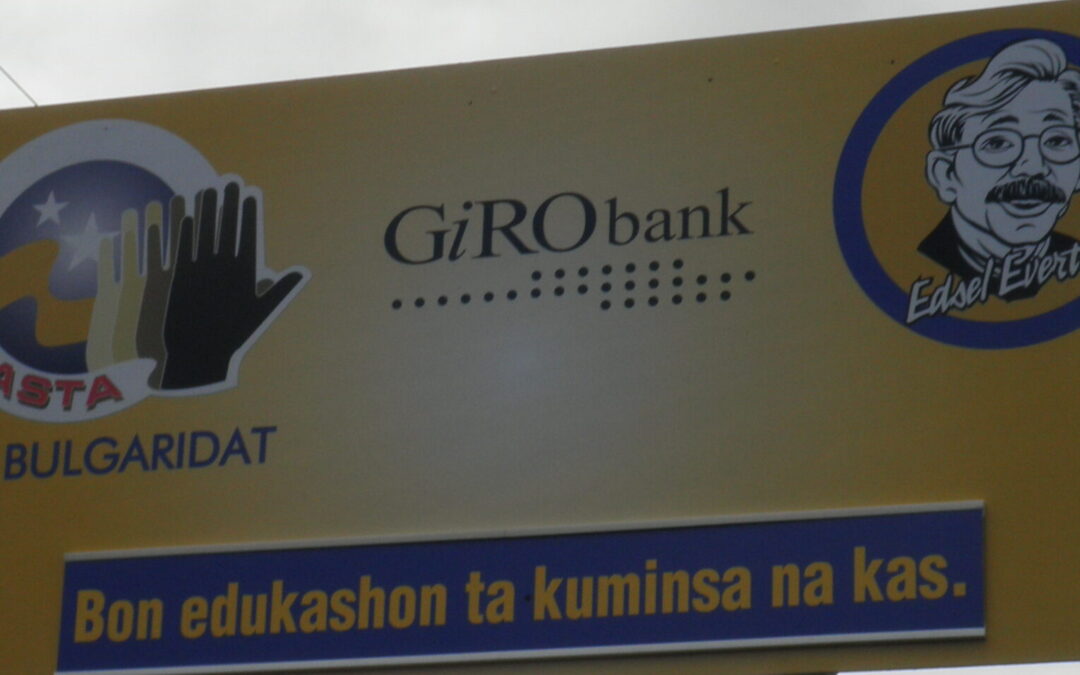 GiRObank
Edsel Evert
ASTA
BULGARIDAT
Bon edukashon ta kuminsa na kas.